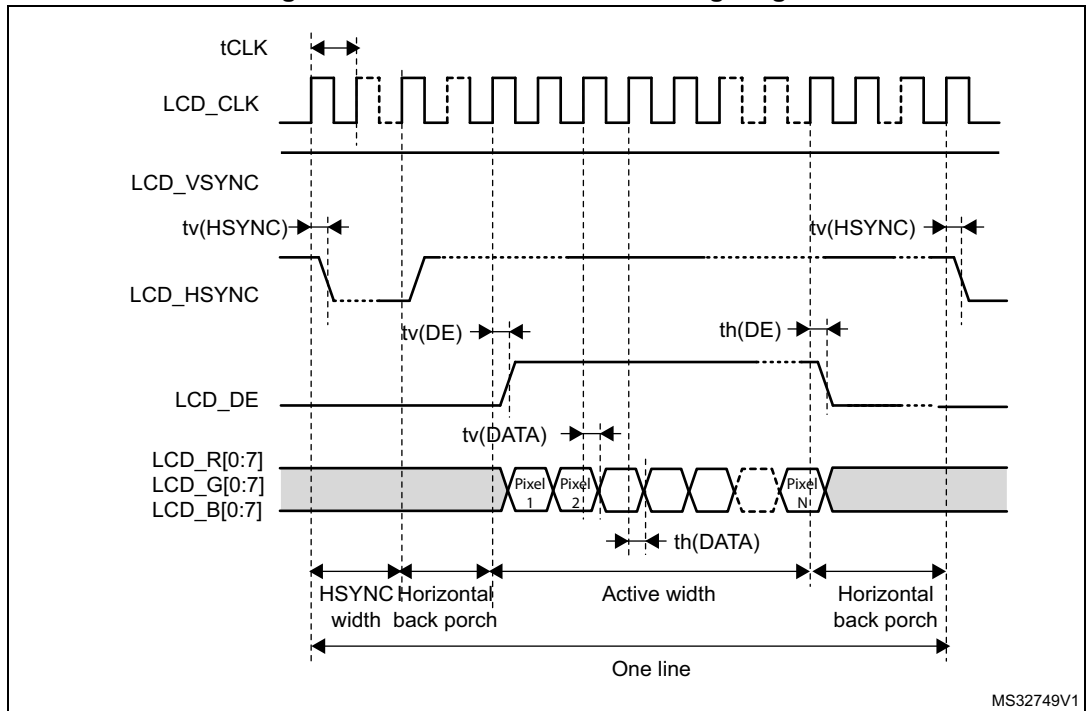 tCLK
LCD_CLK
LCD_VSYNC
tv(HSYNC)
tv(HSYNC)
LCD_HSYNC
tv(DE)
th(DE)
LCD_DE
tv(DATA)
LCD_R[0:7]
LCD_G[0:7]
LCD_B[0:7]
Pixel
1
Pixel
2
Pixel
N
th(DATA)
HSYNC
width
Horizontal
back porch
Active width
Horizontal
back porch
One line
MS32749V1